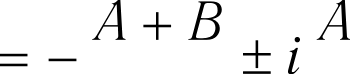 = − A + B ± i A